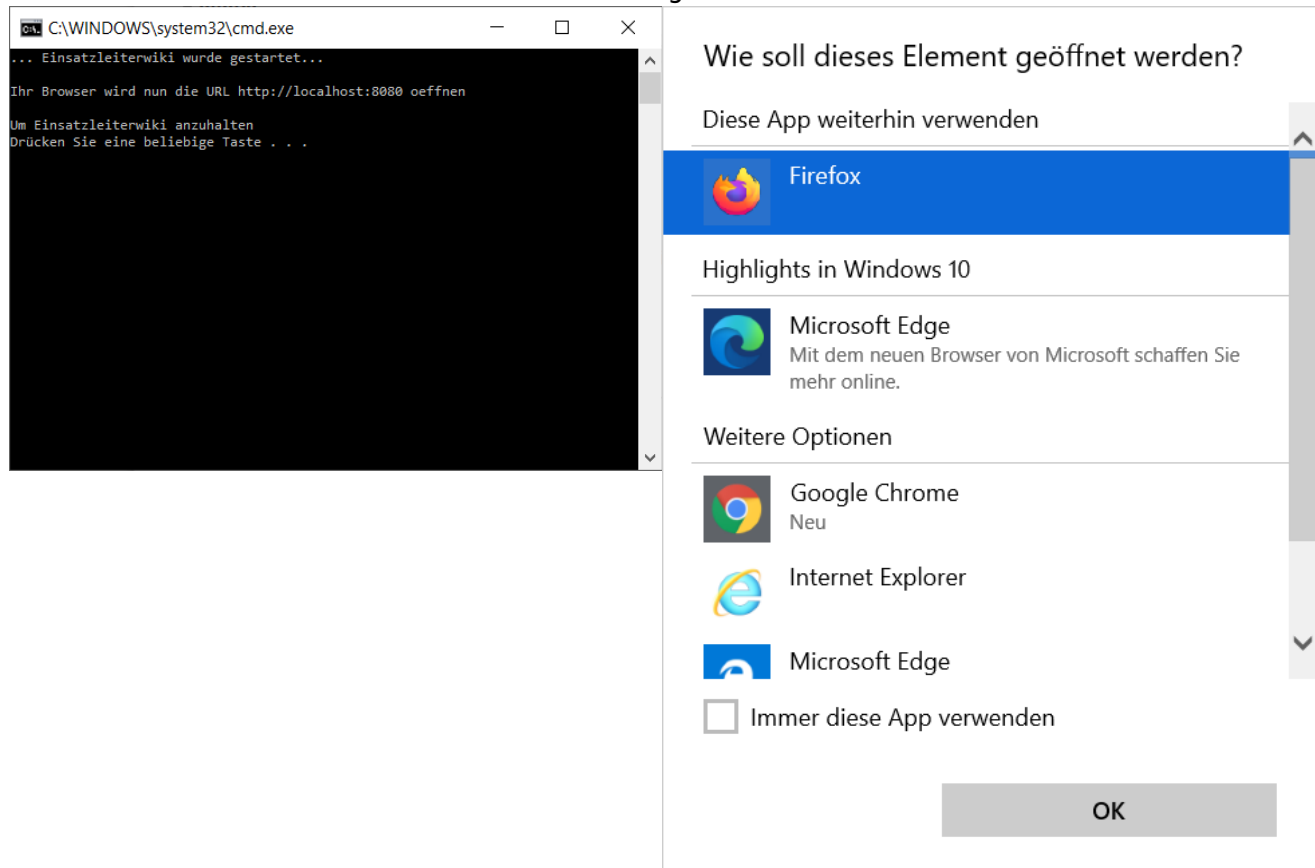 C:\WINDOWS\system32\cmd.exe
... Einsatzleiterwiki wurde gestartet...
Ihr Browser wird nun die URL http://localhost:8080 oeffnen
Um Einsatzleiterwiki anzuhalten
Drücken Sie eine beliebige Taste . . .
Wie soll dieses Element geöffnet werden?
Diese App weiterhin verwenden
Firefox
Highlights in Windows 10
Microsoft Edge
Mit dem neuen Browser von Microsoft schaffen Sie
mehr online.
Weitere Optionen
Google Chrome
Neu
Internet Explorer
Microsoft Edge
Immer diese App verwenden
OK